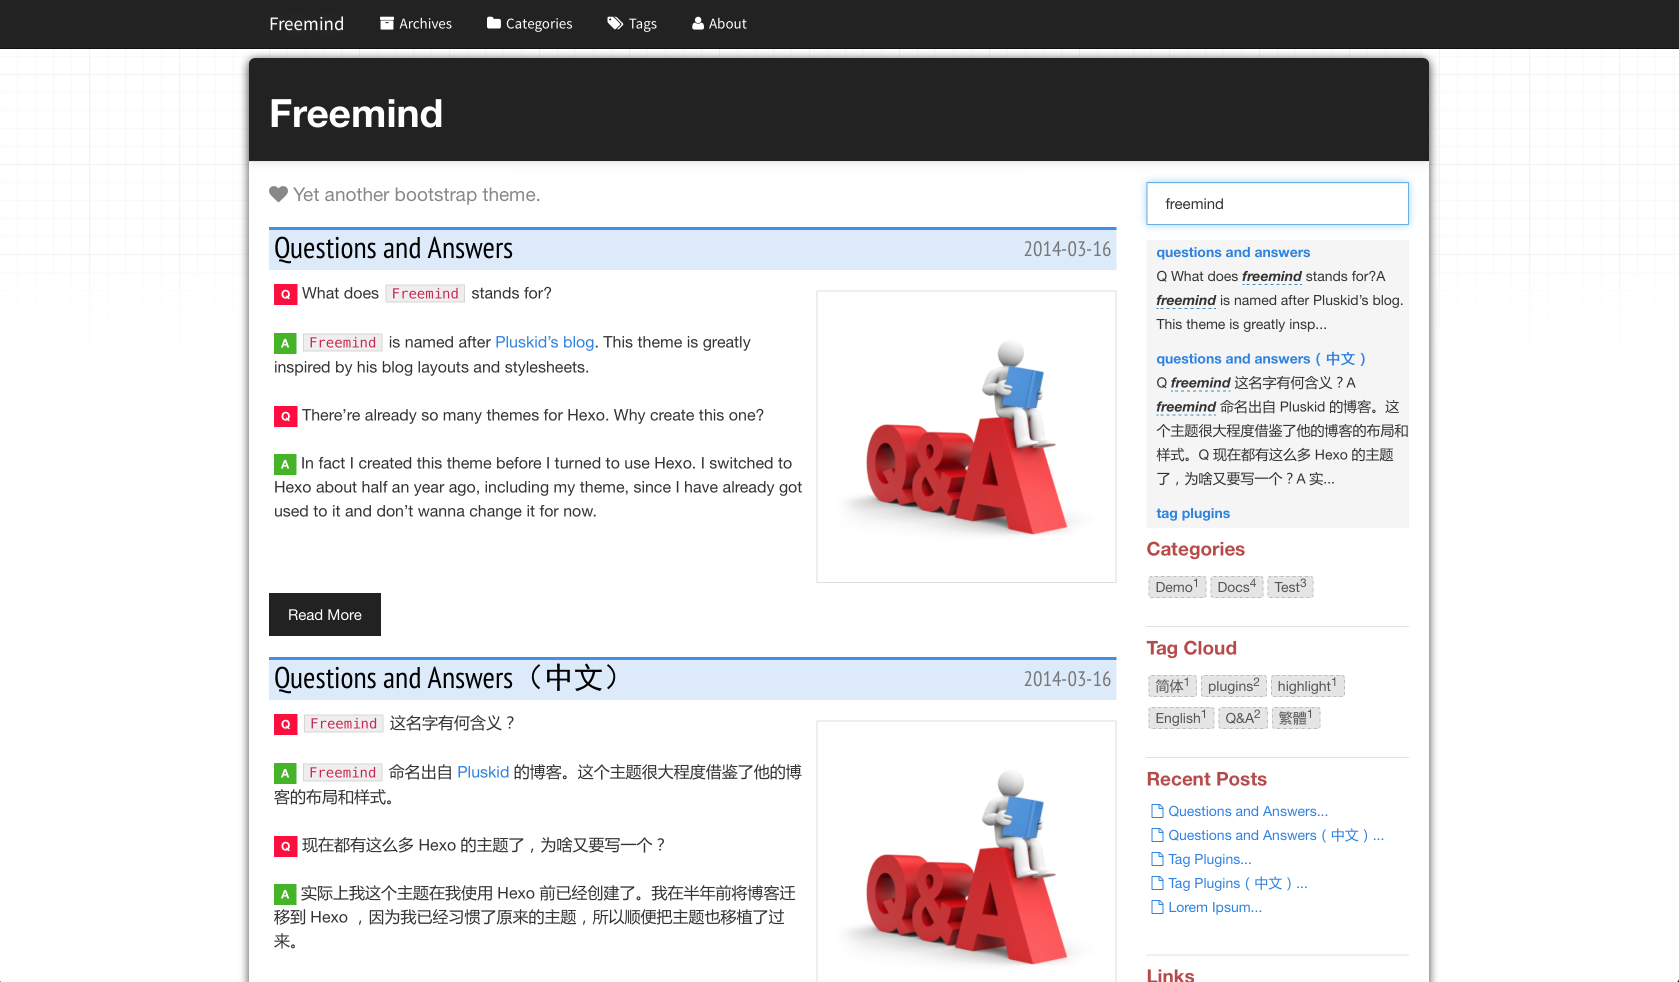 Freemind Archives Categories Tags About
Freemind
Yet another bootstrap theme.
Questions and Answers 2014-03-16
Q What does Freemind stands for?
A Freemind is named after Pluskid’s blog. This theme is greatly
inspired by his blog layouts and stylesheets.
Q There’re already so many themes for Hexo. Why create this one?
A In fact I created this theme before I turned to use Hexo. I switched to
Hexo about half an year ago, including my theme, since I have already got
used to it and don’t wanna change it for now.
Q&A
Read More
Questions and Answers（中文） 2014-03-16
Q Freemind 这名字有何含义？
A Freemind 命名出自 Pluskid 的博客。这个主题很大程度借鉴了他的博
客的布局和样式。
Q 现在都有这么多 Hexo 的主题了，为啥又要写一个？
A 实际上我这个主题在我使用 Hexo 前已经创建了。我在半年前将博客迁
移到 Hexo ，因为我已经习惯了原来的主题，所以顺便把主题也移植了过
来。
Q&A
freemind
questions and answers
Q What does freemind stands for?A
freemind is named after Pluskid’s blog.
This theme is greatly insp...
questions and answers（中文）
Q freemind 这名字有何含义？A
freemind 命名出自 Pluskid 的博客。这
个主题很大程度借鉴了他的博客的布局和
样式。Q 现在都有这么多 Hexo 的主题
了，为啥又要写一个？A 实...
tag plugins
Categories
Demo1 Docs4 Test3
Tag Cloud
简体1 plugins2 highlight1
English1 Q&A2 繁體1
Recent Posts
Questions and Answers...
Questions and Answers（中文）...
Tag Plugins...
Tag Plugins（中文）...
Lorem Ipsum...
Links